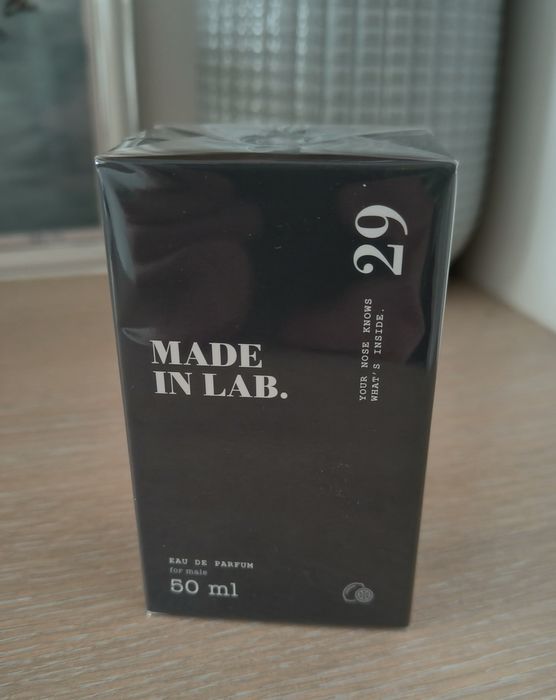 29
YOUR NOSE KNOWS
WHAT'S INSIDE.
MADE
IN LAB.
EAU DE PARFUM
for male
50 ml